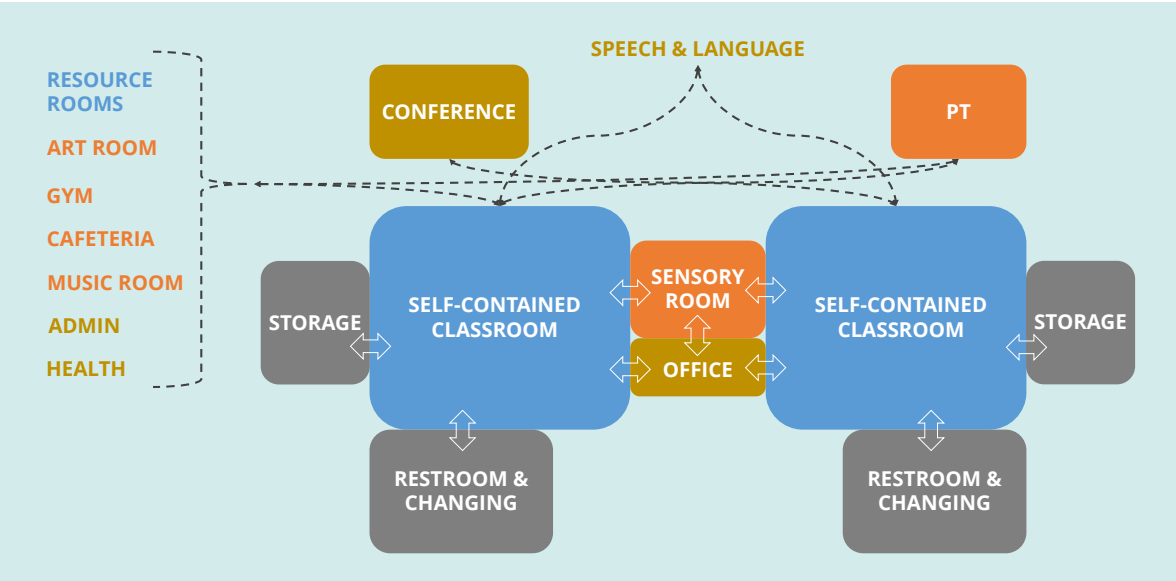 SPEECH & LANGUAGE
RESOURCE
ROOMS
ART ROOM
GYM
CAFETERIA
MUSIC ROOM
ADMIN
HEALTH
CONFERENCE
PT
STORAGE
SELF-CONTAINED
CLASSROOM
SENSORY
ROOM
OFFICE
SELF-CONTAINED
CLASSROOM
STORAGE
RESTROOM &
CHANGING
RESTROOM &
CHANGING